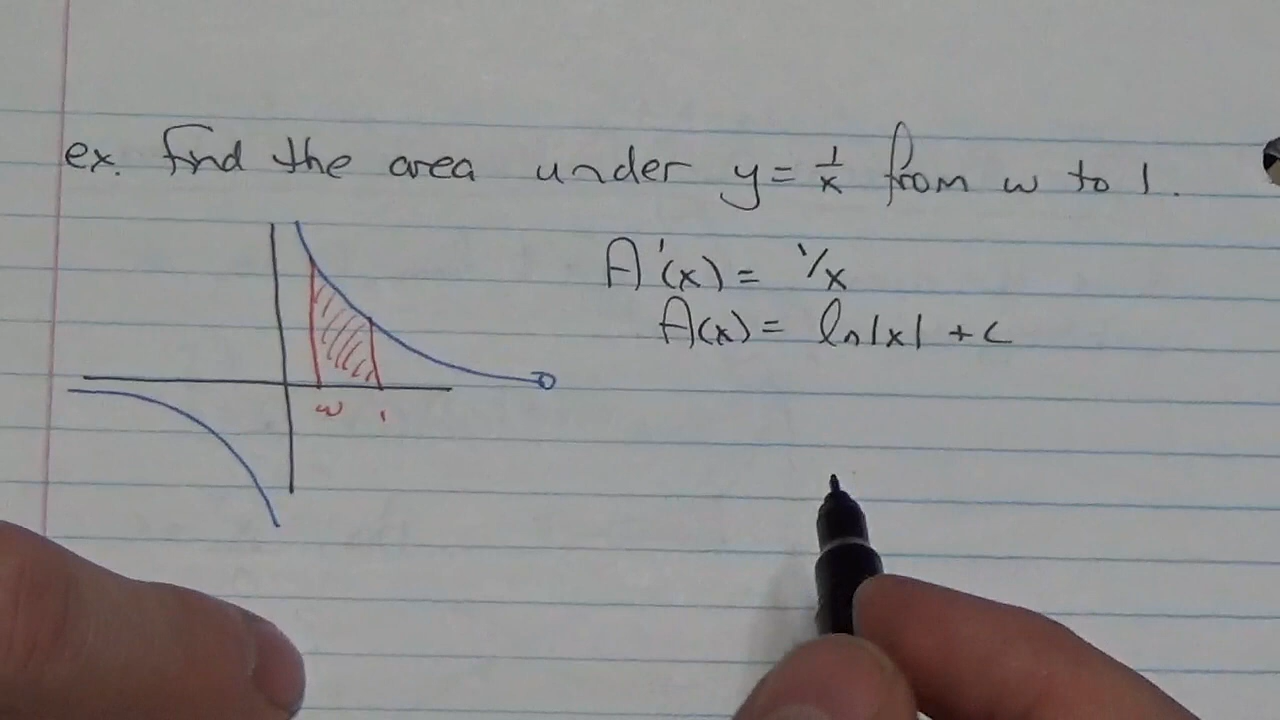 ex. find the area under y = 1/x from w to 1.
A'(x) = 1/x
A(x) = ln|x| + c
w 1